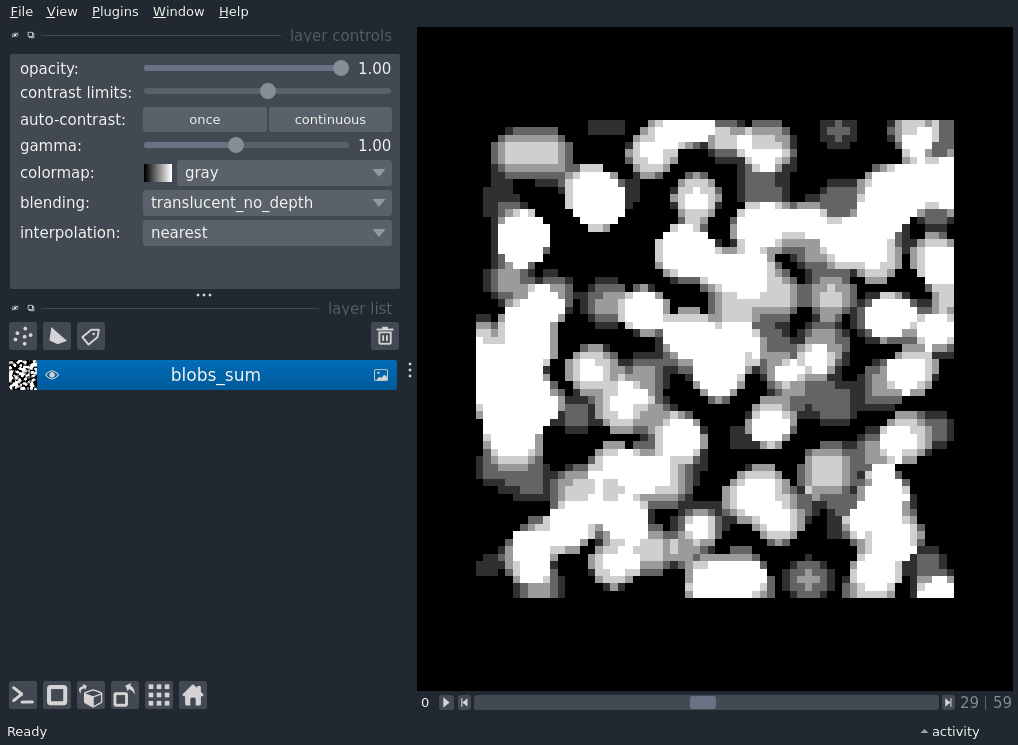 File View Plugins Window Help
layer controls
opacity: 1.00
contrast limits:
auto-contrast: once continuous
gamma: 1.00
colormap: gray
blending: translucent_no_depth
interpolation: nearest
layer list
blobs_sum
0 29 | 59
Ready activity